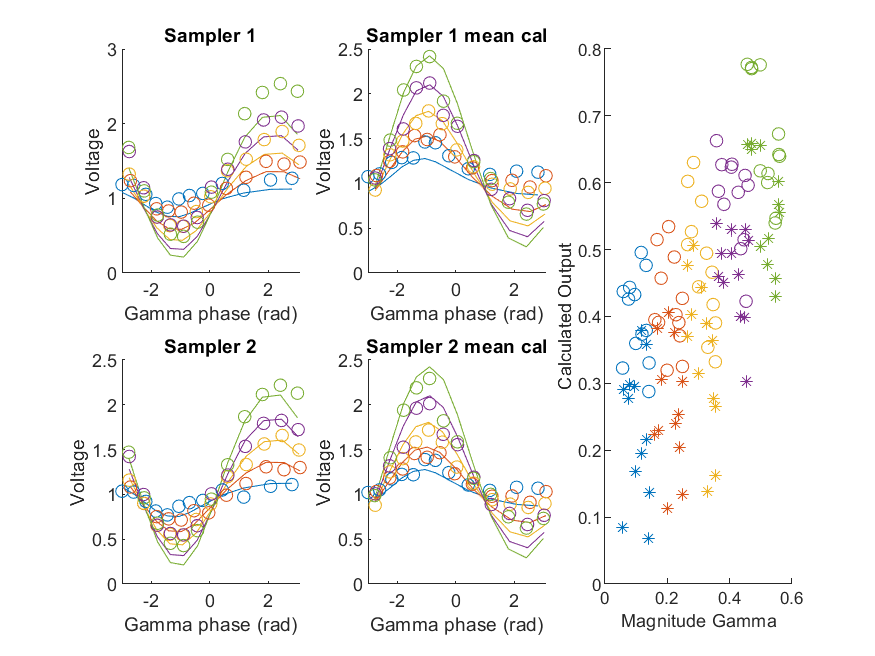 Sampler 1
3
2
1
0
Voltage
-2 0 2
Gamma phase (rad)
Sampler 1 mean cal
2.5
2
1.5
1
0.5
0
Voltage
-2 0 2
Gamma phase (rad)
Sampler 2
2.5
2
1.5
1
0.5
0
Voltage
-2 0 2
Gamma phase (rad)
Sampler 2 mean cal
2.5
2
1.5
1
0.5
0
Voltage
-2 0 2
Gamma phase (rad)
0.8
0.7
0.6
0.5
0.4
0.3
0.2
0.1
0
Calculated Output
0 0.2 0.4 0.6
Magnitude Gamma